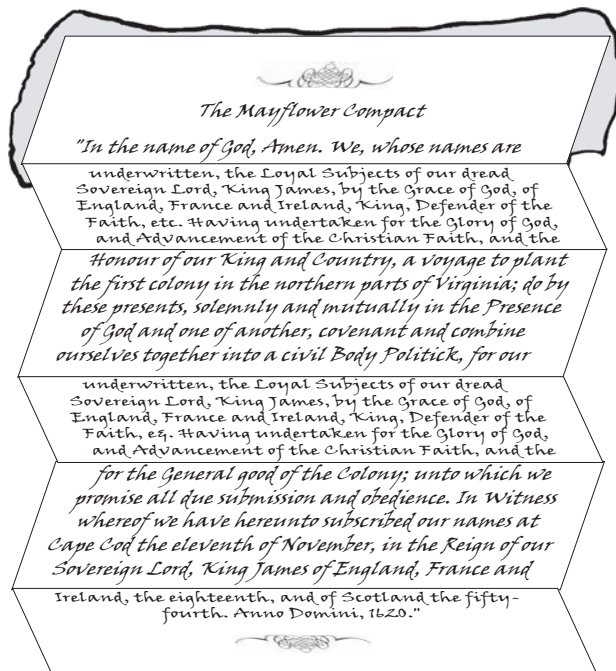 The Mayflower Compact
"In the name of God, Amen. We, whose names are
underwritten, the Loyal Subjects of our dread
Sovereign Lord, King James, by the Grace of God, of
England, France and Ireland, King, Defender of the
Faith, etc. Having undertaken for the Glory of God,
and Advancement of the Christian Faith, and the
Honour of our King and Country, a voyage to plant
the first colony in the northern parts of Virginia; do by
these presents, solemnly and mutually in the Presence
of God and one of another, covenant and combine
ourselves together into a civil Body Politick, for our
underwritten, the Loyal Subjects of our dread
Sovereign Lord, King James, by the Grace of God, of
England, France and Ireland, King, Defender of the
Faith, e&. Having undertaken for the Glory of God,
and Advancement of the Christian Faith, and the
for the General good of the Colony; unto which we
promise all due submission and obedience. In Witness
whereof we have hereunto subscribed our names at
Cape Cod the eleventh of November, in the Reign of our
Sovereign Lord, King James of England, France and
Ireland, the eighteenth, and of Scotland the fifty-
fourth. Anno Domini, 1620."